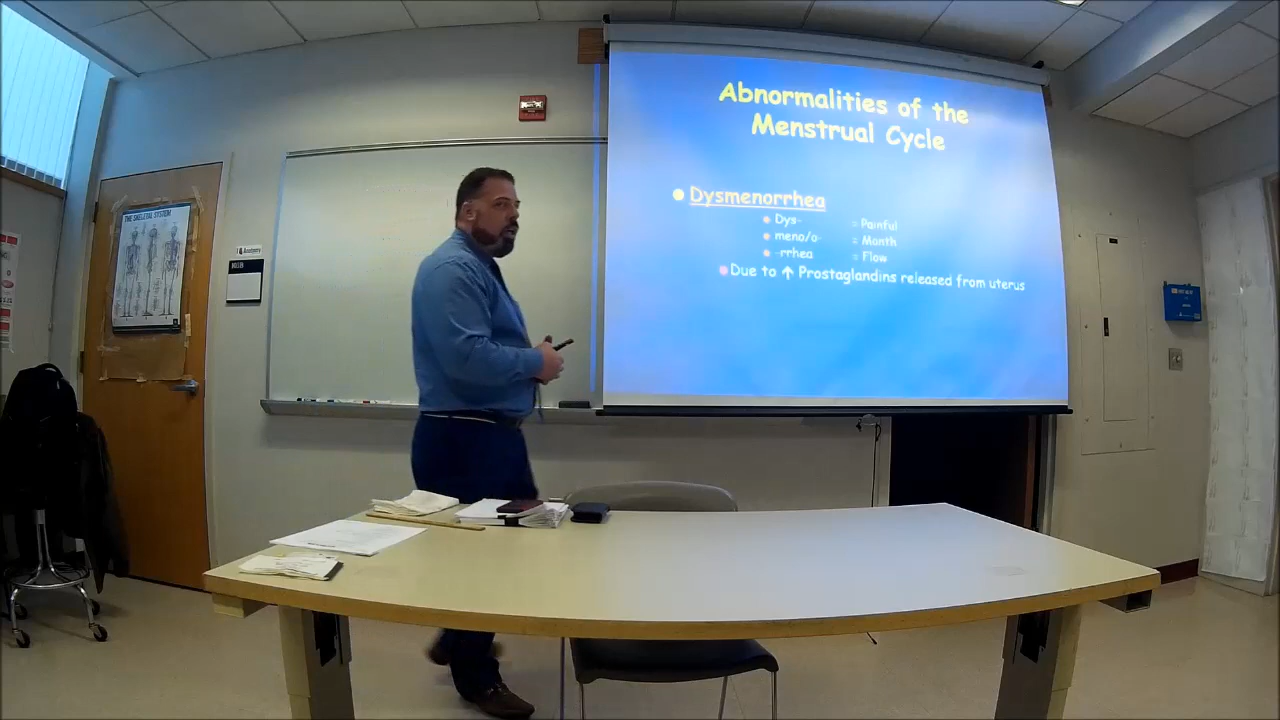 Abnormalities of the
Menstrual Cycle
Dysmenorrhea
Dys- = Painful
meno/o- = Month
-rrhea = Flow
Due to ↑ Prostaglandins released from uterus
THE SKELETAL SYSTEM